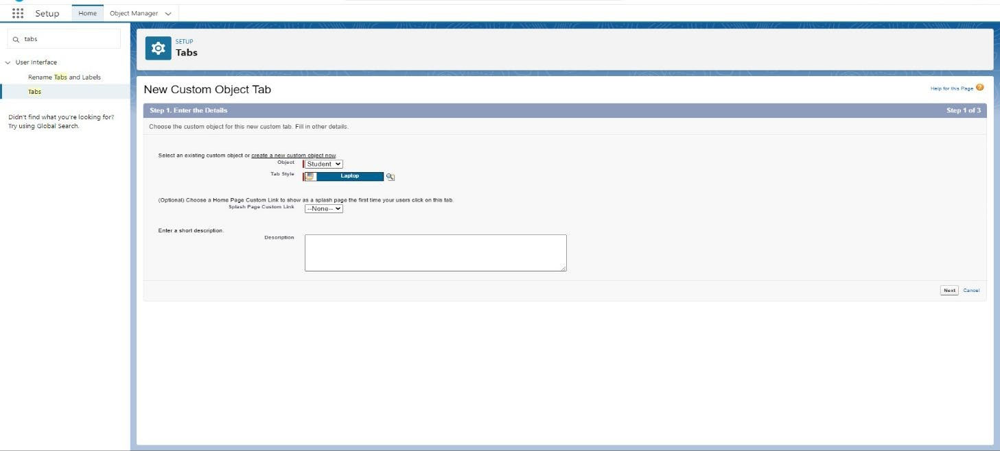 Setup Home Object Manager
tabs
User Interface
Rename Tabs and Labels
Tabs
Didn't find what you're looking for?
Try using Global Search.
SETUP
Tabs
New Custom Object Tab
Help for this Page
Step 1. Enter the Details Step 1 of 3
Choose the custom object for this new custom tab. Fill in other details.
Select an existing custom object or create a new custom object now
Object Student
Tab Style Laptop
(Optional) Choose a Home Page Custom Link to show as a splash page the first time your users click on this tab.
Splash Page Custom Link --None--
Enter a short description.
Description
Next Cancel